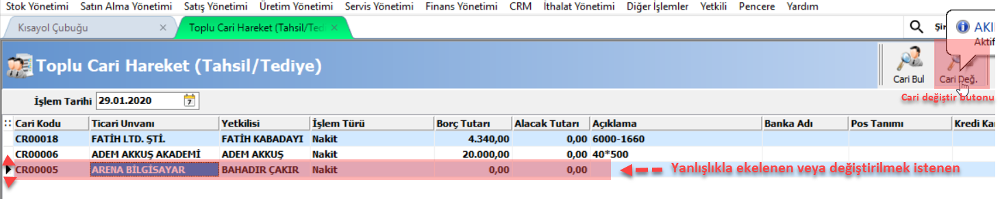 Stok Yönetimi Satın Alma Yönetimi Satış Yönetimi Üretim Yönetimi Servis Yönetimi Finans Yönetimi CRM İthalat Yönetimi Diğer İşlemler Yetkili Pencere Yardım
Kısayol Çubuğu × Toplu Cari Hareket (Tahsil/Tedi ×
Şir
AKI
Aktif
Toplu Cari Hareket (Tahsil/Tediye)
Cari Bul Cari Değ.
Cari değiştir butonu
İşlem Tarihi 29.01.2020 7
Cari Kodu Ticari Unvanı Yetkilisi İşlem Türü Borç Tutarı Alacak Tutarı Açıklama Banka Adı Pos Tanımı Kredi Ka
CR00018 FATİH LTD. ŞTİ. FATİH KABADAYI Nakit 4.340,00 0,00 6000-1660
CR00006 ADEM AKKUŞ AKADEMİ ADEM AKKUŞ Nakit 20.000,00 0,00 40*500
CR00005 ARENA BİLGİSAYAR BAHADIR ÇAKIR Nakit 0,00 0,00 Yanlışlıkla ekelenen veya değiştirilmek istenen